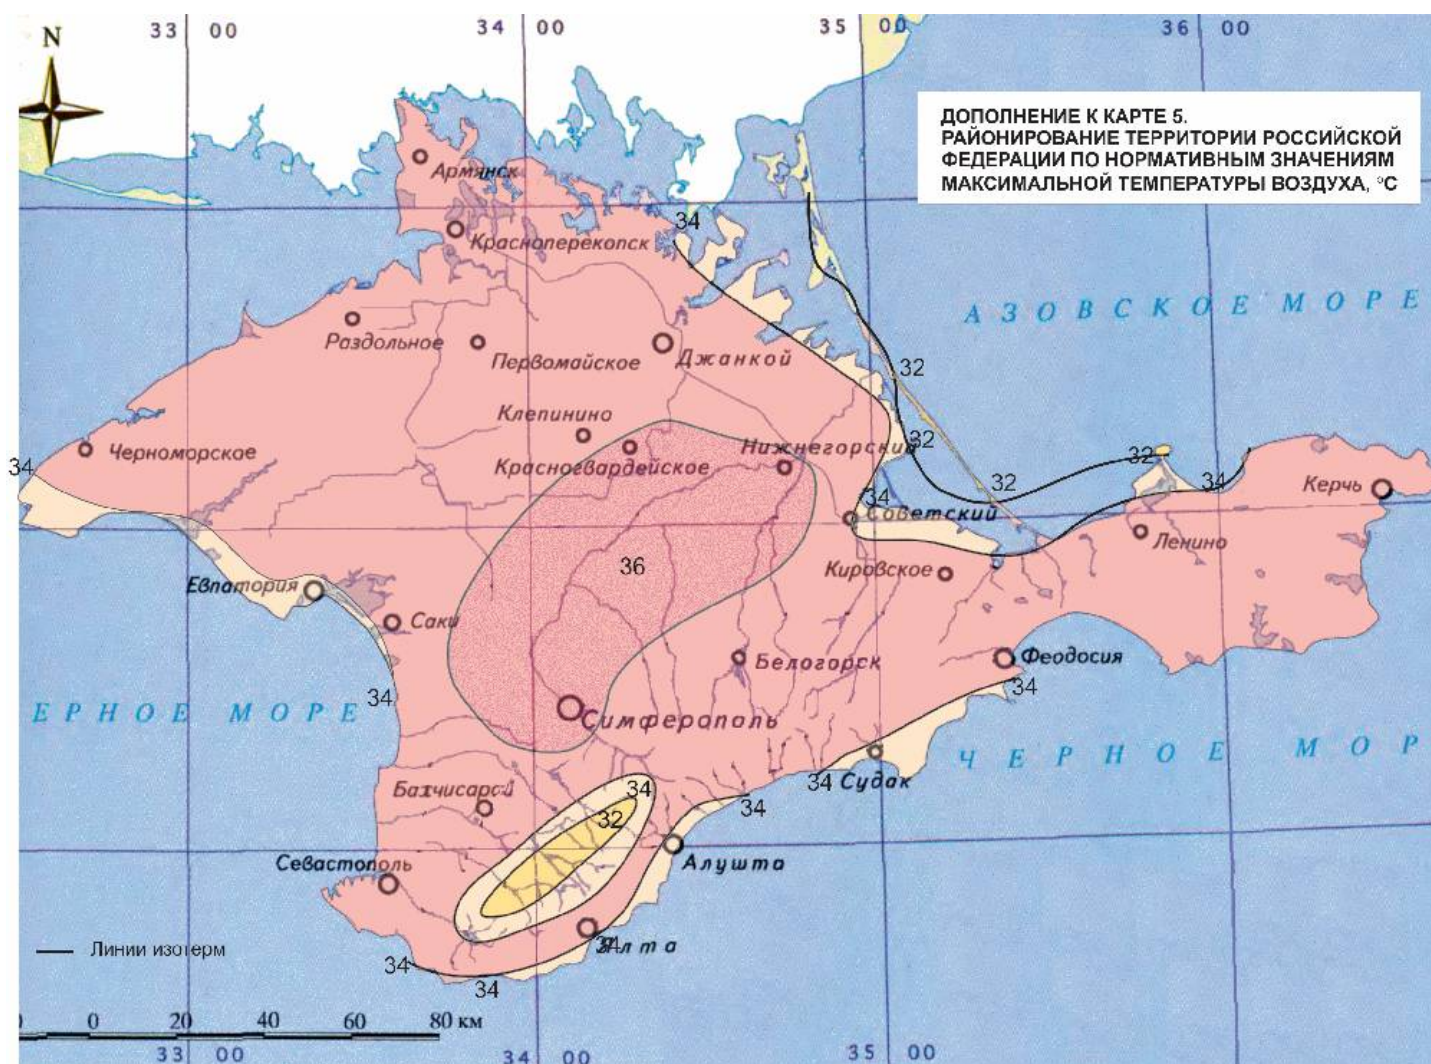 33 00
34 00
35 00
36 00
N
ДОПОЛНЕНИЕ К КАРТЕ 5.
РАЙОНИРОВАНИЕ ТЕРРИТОРИИ РОССИЙСКОЙ
ФЕДЕРАЦИИ ПО НОРМАТИВНЫМ ЗНАЧЕНИЯМ
МАКСИМАЛЬНОЙ ТЕМПЕРАТУРЫ ВОЗДУХА, °С
Армянск
34
Красноперекопск
АЗОВСКОЕ МОРЕ
Раздольное
Первомайское
Джанкой
32
Клепинино
32
Нижнегорский
Черноморское
34
Красногвардейское
32
34
32
34
Керчь
Советский
Ленино
36
Кировское
Евпатория
Саки
Белогорск
Феодосия
34
34
ЕРНОЕ МОРЕ
Симферополь
ЧЕРНОЕ МОР
34
Судак
Бахчисарай
34
34
32
Севастополь
Алушта
34
Ялта
Линии изотерм
34
34
0 20 40 60 80 км
33 00
34 00
35 00